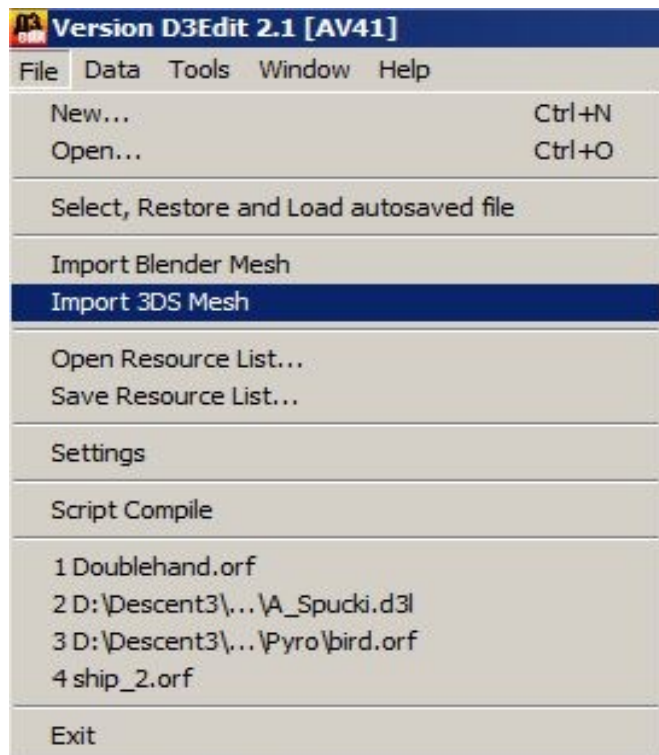 Version D3Edit 2.1 [AV41]
File Data Tools Window Help
New... Ctrl+N
Open... Ctrl+O
Select, Restore and Load autosaved file
Import Blender Mesh
Import 3DS Mesh
Open Resource List...
Save Resource List...
Settings
Script Compile
1 Doublehand.orf
2 D:\Descent3\...\A_Spucki.d3l
3 D:\Descent3\...\Pyro\bird.orf
4 ship_2.orf
Exit